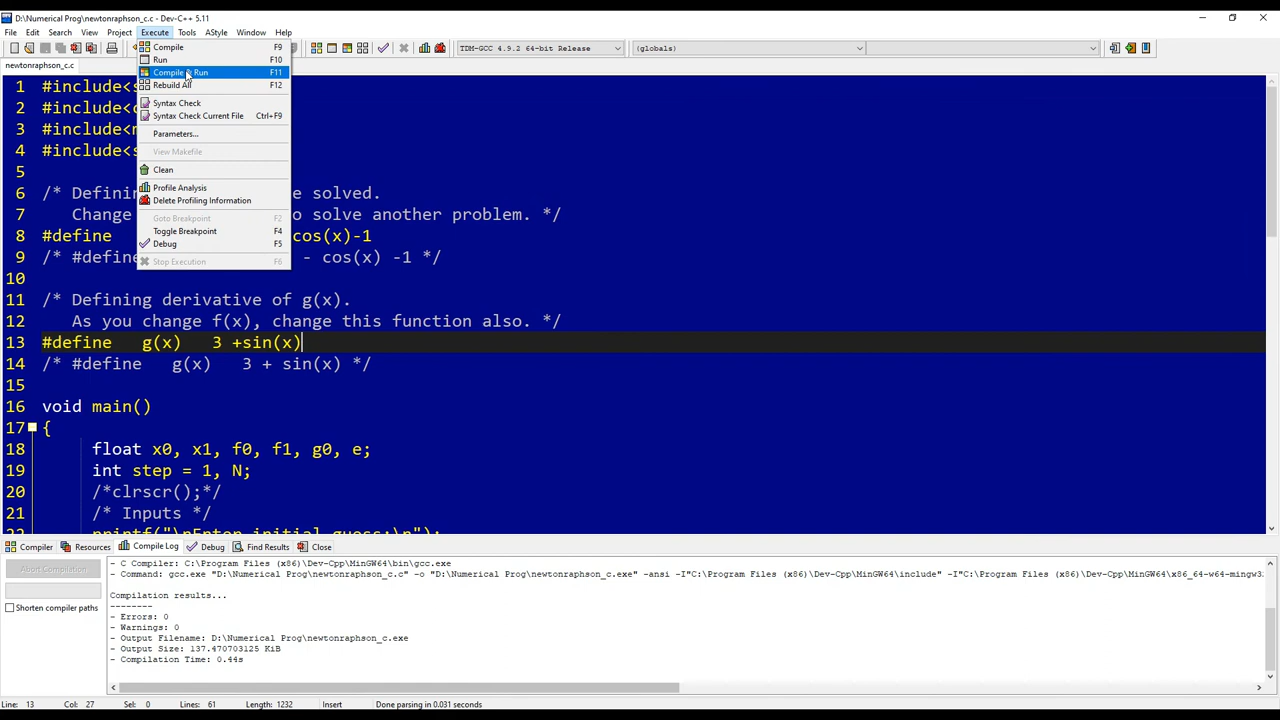 D:\Numerical Prog\newtonraphson_c.c - Dev-C++ 5.11
File Edit Search View Project Execute Tools AStyle Window Help
TDM-GCC 4.9.2 64-bit Release (globals)
newtonraphson_c.c
Compile F9
Run F10
Compile & Run F11
Rebuild All F12
Syntax Check
Syntax Check Current File Ctrl+F9
Parameters...
View Makefile
Clean
Profile Analysis
Delete Profiling Information
Goto Breakpoint F2
Toggle Breakpoint F4
Debug F5
Stop Execution F6
1 #include<s
2 #include<c
3 #include<m
4 #include<s
5
6 /* Defining e solved.
7 Change o solve another problem. */
8 #define cos(x)-1
9 /* #define - cos(x) -1 */
10
11 /* Defining derivative of g(x).
12 As you change f(x), change this function also. */
13 #define g(x) 3 +sin(x)
14 /* #define g(x) 3 + sin(x) */
15
16 void main()
17 {
18 float x0, x1, f0, f1, g0, e;
19 int step = 1, N;
20 /*clrscr();*/
21 /* Inputs */
22 printf("\nEnter initial guess:\n");
Compiler Resources Compile Log Debug Find Results Close
Abort Compilation
Shorten compiler paths
- C Compiler: C:\Program Files (x86)\Dev-Cpp\MinGW64\bin\gcc.exe
- Command: gcc.exe "D:\Numerical Prog\newtonraphson_c.c" -o "D:\Numerical Prog\newtonraphson_c.exe" -ansi -I"C:\Program Files (x86)\Dev-Cpp\MinGW64\include" -I"C:\Program Files (x86)\Dev-Cpp\MinGW64\x86_64-w64-mingw3
Compilation results...
--------
- Errors: 0
- Warnings: 0
- Output Filename: D:\Numerical Prog\newtonraphson_c.exe
- Output Size: 137.470703125 KiB
- Compilation Time: 0.44s
Line: 13 Col: 27 Sel: 0 Lines: 61 Length: 1232 Insert Done parsing in 0.031 seconds